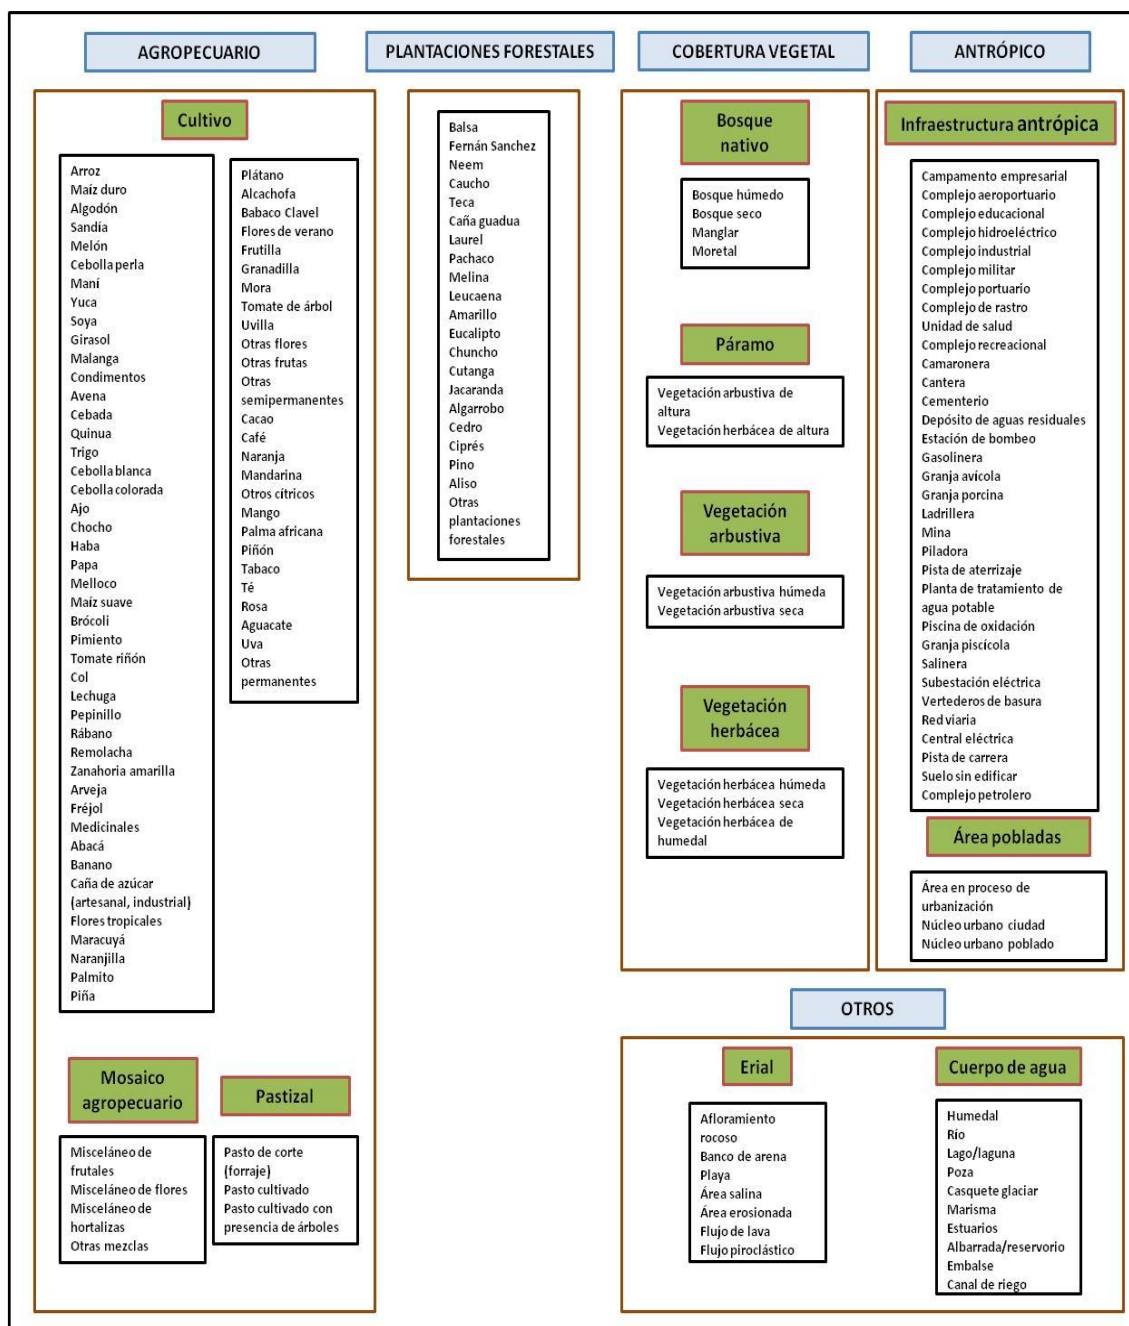 AGROPECUARIO
Cultivo
Arroz
Maíz duro
Algodón
Sandía
Melón
Cebolla perla
Maní
Yuca
Soya
Girasol
Malanga
Condimentos
Avena
Cebada
Quinua
Trigo
Cebolla blanca
Cebolla colorada
Ajo
Chocho
Haba
Papa
Melloco
Maíz suave
Brócoli
Pimiento
Tomate riñón
Col
Lechuga
Pepinillo
Rábano
Remolacha
Zanahoria amarilla
Arveja
Fréjol
Medicinales
Abacá
Banano
Caña de azúcar
(artesanal, industrial)
Flores tropicales
Maracuyá
Naranjilla
Palmito
Piña
Plátano
Alcachofa
Babaco Clavel
Flores de verano
Frutilla
Granadilla
Mora
Tomate de árbol
Uvilla
Otras flores
Otras frutas
Otras
semipermanentes
Cacao
Café
Naranja
Mandarina
Otros cítricos
Mango
Palma africana
Piñón
Tabaco
Té
Rosa
Aguacate
Uva
Otras
permanentes
Mosaico
agropecuario
Misceláneo de
frutales
Misceláneo de flores
Misceláneo de
hortalizas
Otras mezclas
Pastizal
Pasto de corte
(forraje)
Pasto cultivado
Pasto cultivado con
presencia de árboles
PLANTACIONES FORESTALES
Balsa
Fernán Sanchez
Neem
Caucho
Teca
Caña guadua
Laurel
Pachaco
Melina
Leucaena
Amarillo
Eucalipto
Chuncho
Cutanga
Jacaranda
Algarrobo
Cedro
Ciprés
Pino
Aliso
Otras
plantaciones
forestales
COBERTURA VEGETAL
Bosque
nativo
Bosque húmedo
Bosque seco
Manglar
Moretal
Páramo
Vegetación arbustiva de
altura
Vegetación herbácea de altura
Vegetación
arbustiva
Vegetación arbustiva húmeda
Vegetación arbustiva seca
Vegetación
herbácea
Vegetación herbácea húmeda
Vegetación herbácea seca
Vegetación herbácea de
humedal
ANTRÓPICO
Infraestructura antrópica
Campamento empresarial
Complejo aeroportuario
Complejo educacional
Complejo hidroeléctrico
Complejo industrial
Complejo militar
Complejo portuario
Complejo de rastro
Unidad de salud
Complejo recreacional
Camaronera
Cantera
Cementerio
Depósito de aguas residuales
Estación de bombeo
Gasolinera
Granja avícola
Granja porcina
Ladrillera
Mina
Piladora
Pista de aterrizaje
Planta de tratamiento de
agua potable
Piscina de oxidación
Granja piscícola
Salinera
Subestación eléctrica
Vertederos de basura
Red viaria
Central eléctrica
Pista de carrera
Suelo sin edificar
Complejo petrolero
Área pobladas
Área en proceso de
urbanización
Núcleo urbano ciudad
Núcleo urbano poblado
OTROS
Erial
Afloramiento
rocoso
Banco de arena
Playa
Área salina
Área erosionada
Flujo de lava
Flujo piroclástico
Cuerpo de agua
Humedal
Río
Lago/laguna
Poza
Casquete glaciar
Marisma
Estuarios
Albarrada/reservorio
Embalse
Canal de riego